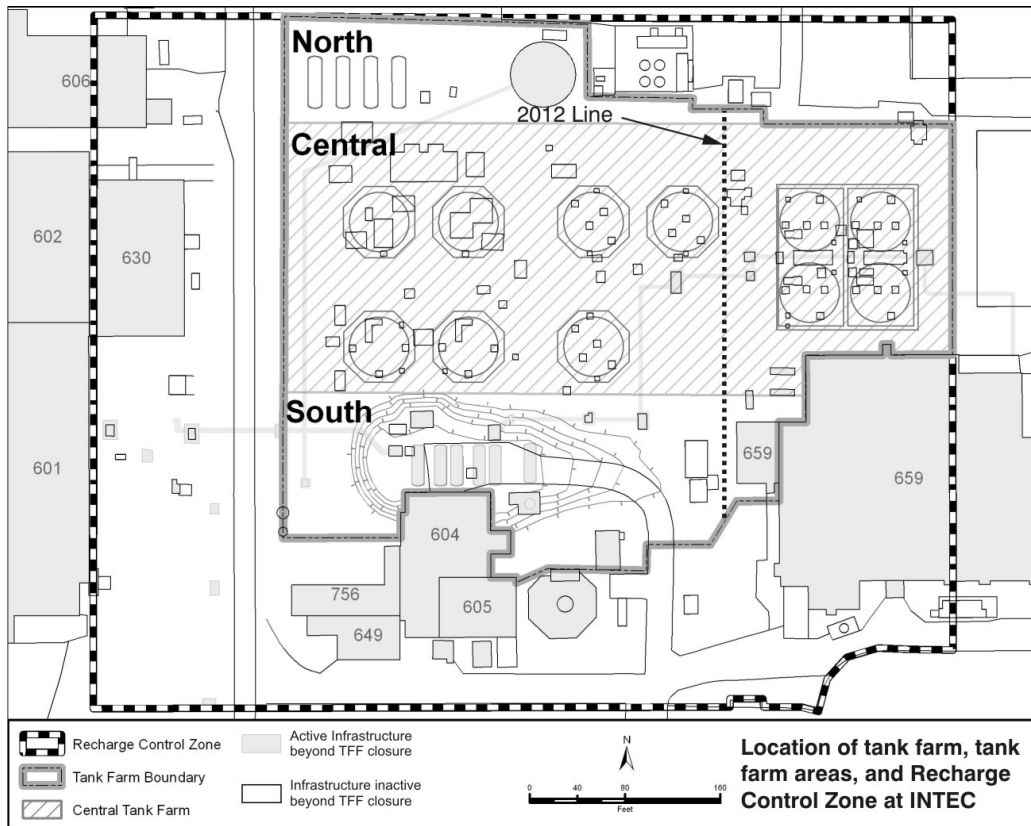 North
606
2012 Line
Central
602
630
South
601
659
659
604
756
605
649
Recharge Control Zone
Tank Farm Boundary
Central Tank Farm
Active Infrastructure
beyond TFF closure
Infrastructure inactive
beyond TFF closure
N
0 40 80 160
Feet
Location of tank farm, tank
farm areas, and Recharge
Control Zone at INTEC